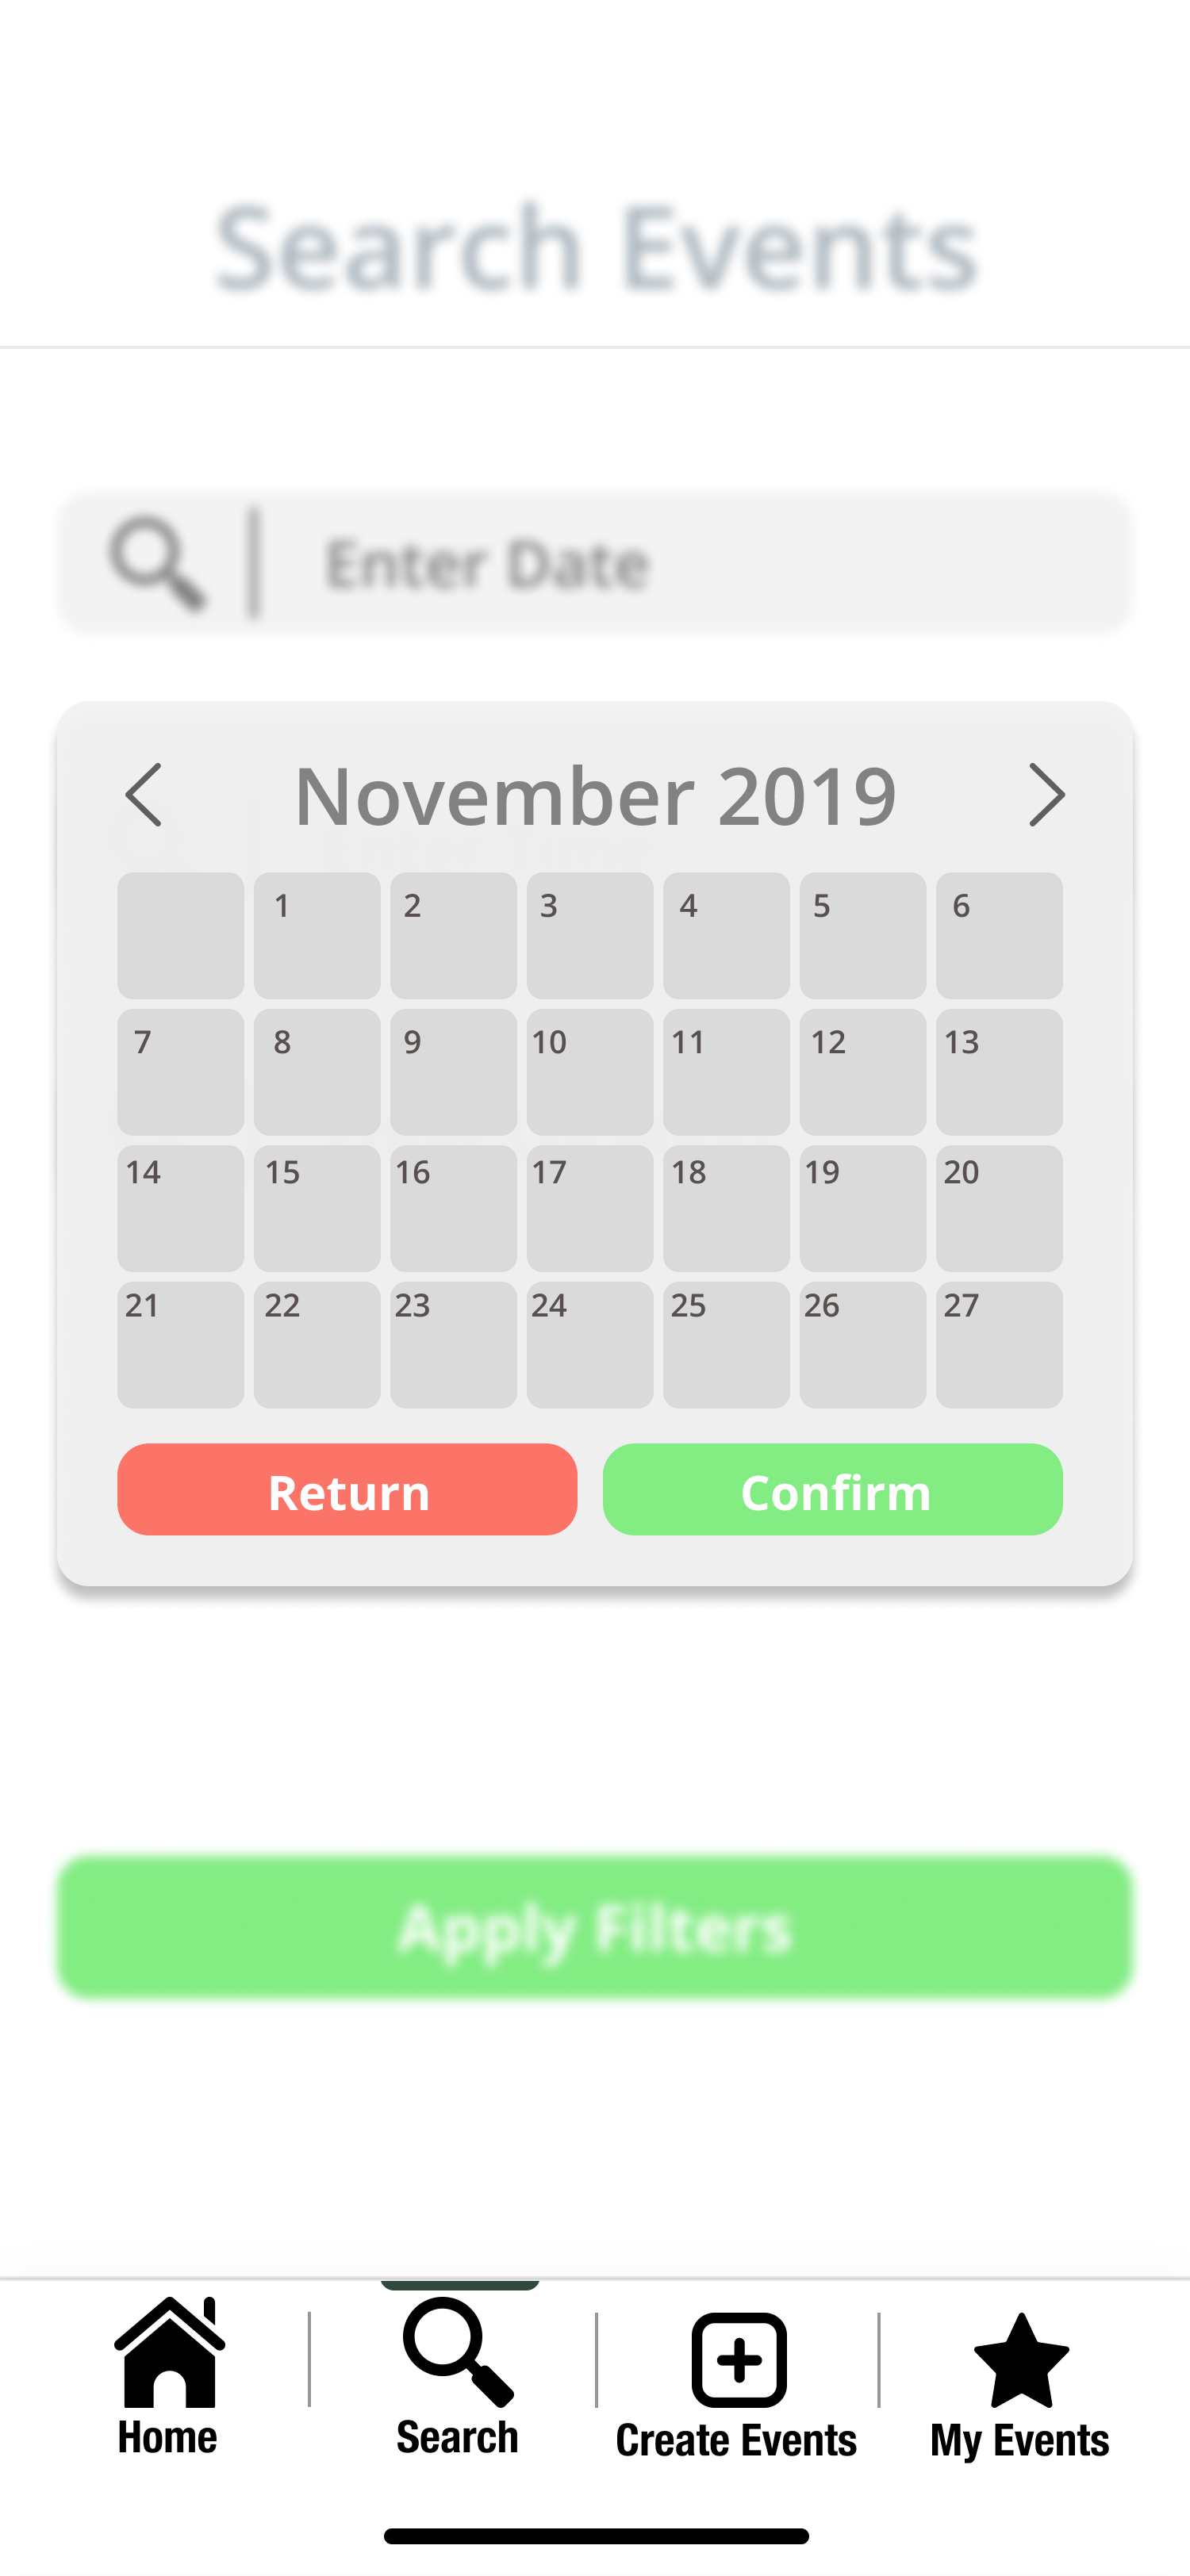 Search Events
Enter Date
November 2019
1 2 3 4 5 6
7 8 9 10 11 12 13
14 15 16 17 18 19 20
21 22 23 24 25 26 27
Return Confirm
Apply Filters
Home Search Create Events My Events